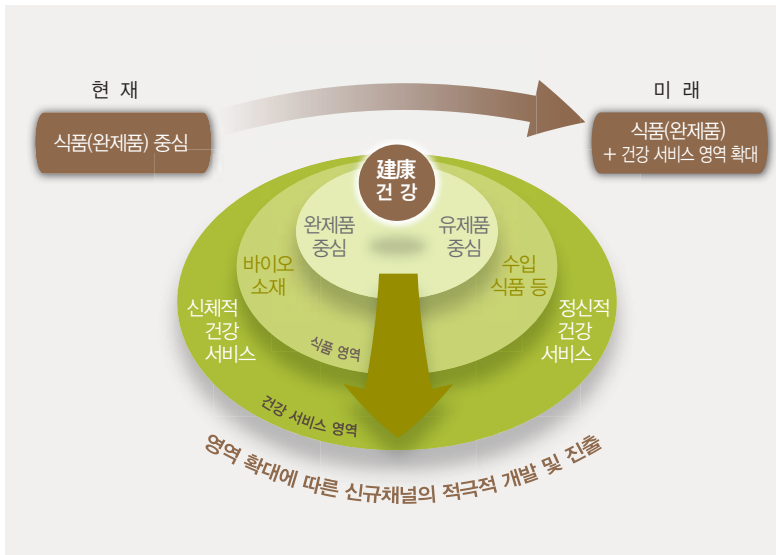 현 재
미 래
식품(완제품) 중심
식품(완제품)
+ 건강 서비스 영역 확대
建康
건 강
완제품
중심
유제품
중심
바이오
소재
수입
식품 등
신체적
건강
서비스
정신적
건강
서비스
식품 영역
건강 서비스 영역
영역 확대에 따른 신규채널의 적극적 개발 및 진출